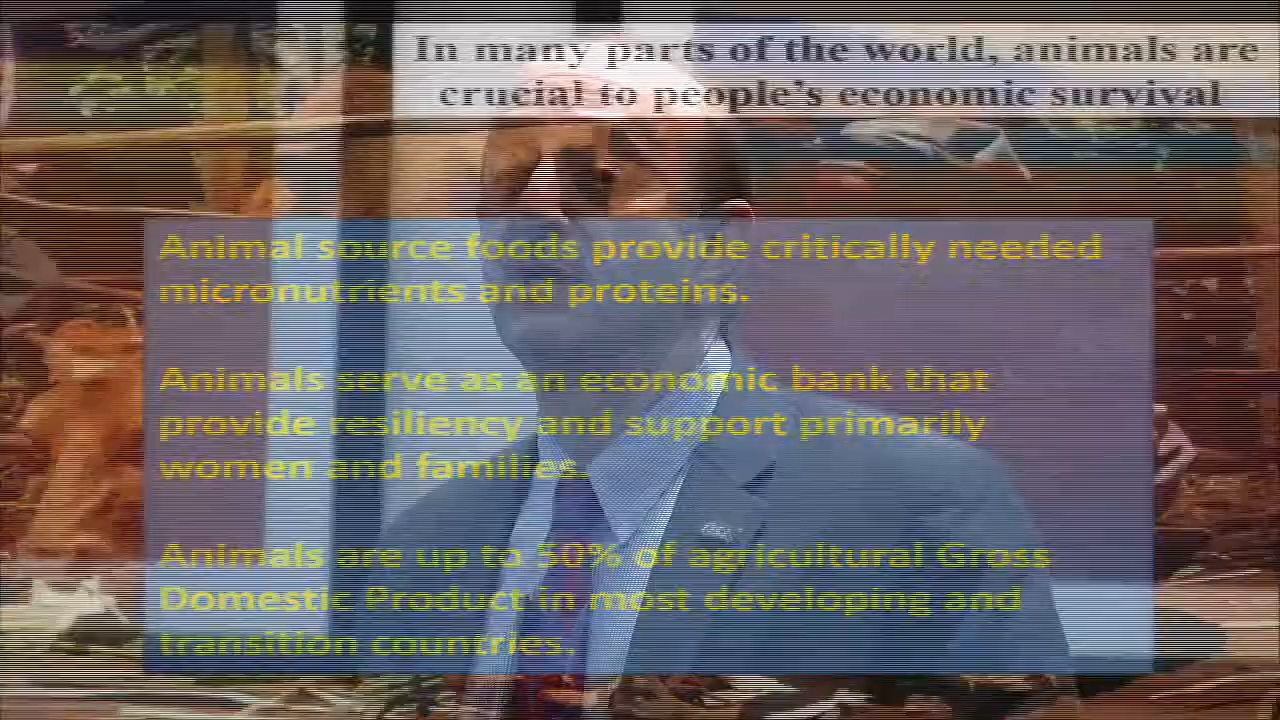 In many parts of the world, animals are
crucial to people's economic survival
Animal source foods provide critically needed
micronutrients and proteins.
Animals serve as an economic bank that
provide resiliency and support primarily
women and families.
Animals are up to 50% of agricultural Gross
Domestic Product in most developing and
transition countries.